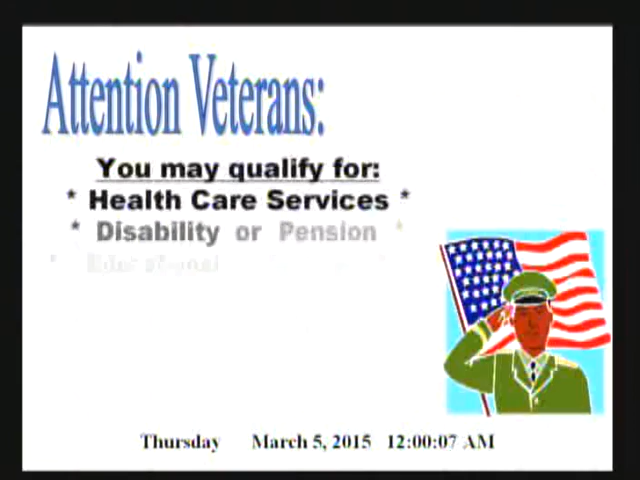 Attention Veterans:
You may qualify for:
* Health Care Services *
* Disability or Pension *
* Educational
Thursday March 5, 2015 12:00:07 AM